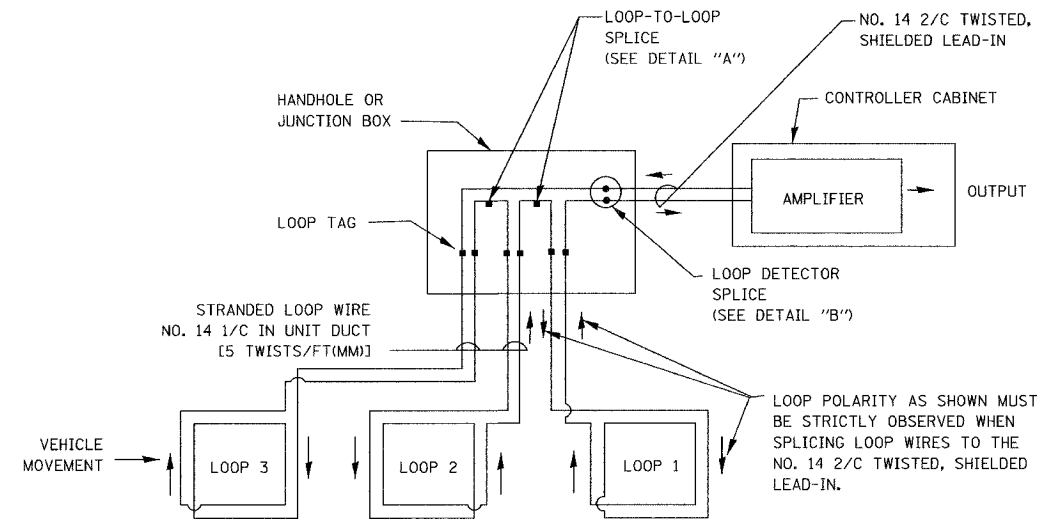 LOOP-TO-LOOP
SPLICE
(SEE DETAIL "A")
NO. 14 2/C TWISTED,
SHIELDED LEAD-IN
HANDHOLE OR
JUNCTION BOX
CONTROLLER CABINET
AMPLIFIER
OUTPUT
LOOP TAG
LOOP DETECTOR
SPLICE
(SEE DETAIL "B")
STRANDED LOOP WIRE
NO. 14 1/C IN UNIT DUCT
[5 TWISTS/FT(MM)]
LOOP POLARITY AS SHOWN MUST
BE STRICTLY OBSERVED WHEN
SPLICING LOOP WIRES TO THE
NO. 14 2/C TWISTED, SHIELDED
LEAD-IN.
VEHICLE
MOVEMENT
LOOP 3
LOOP 2
LOOP 1